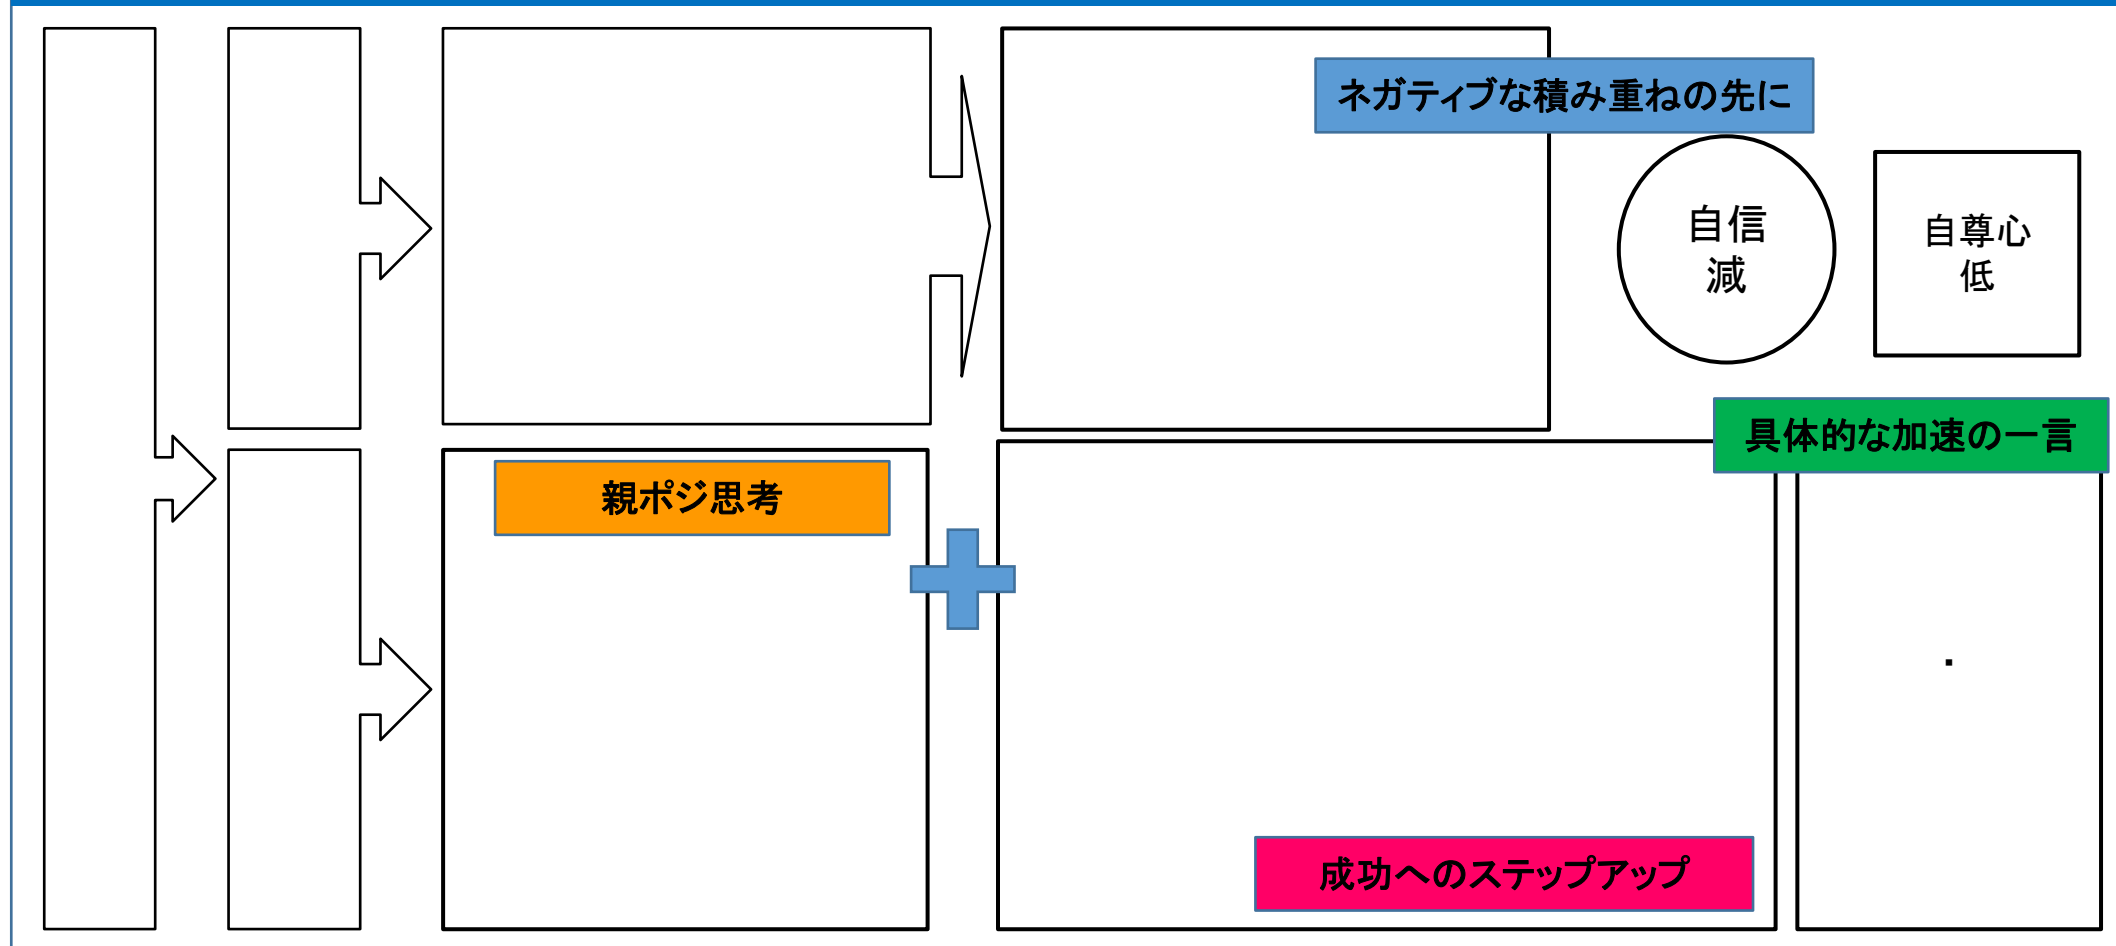 ネガティブな積み重ねの先に
自信
減
自尊心
低
具体的な加速の一言
親ポジ思考
.
成功へのステップアップ